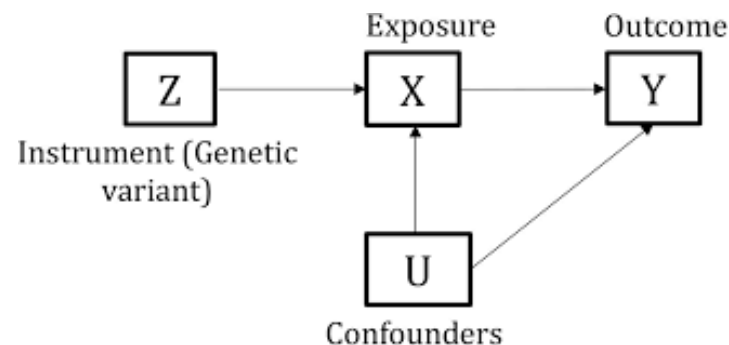 Exposure
Outcome
Z
X
Y
Instrument (Genetic
variant)
U
Confounders